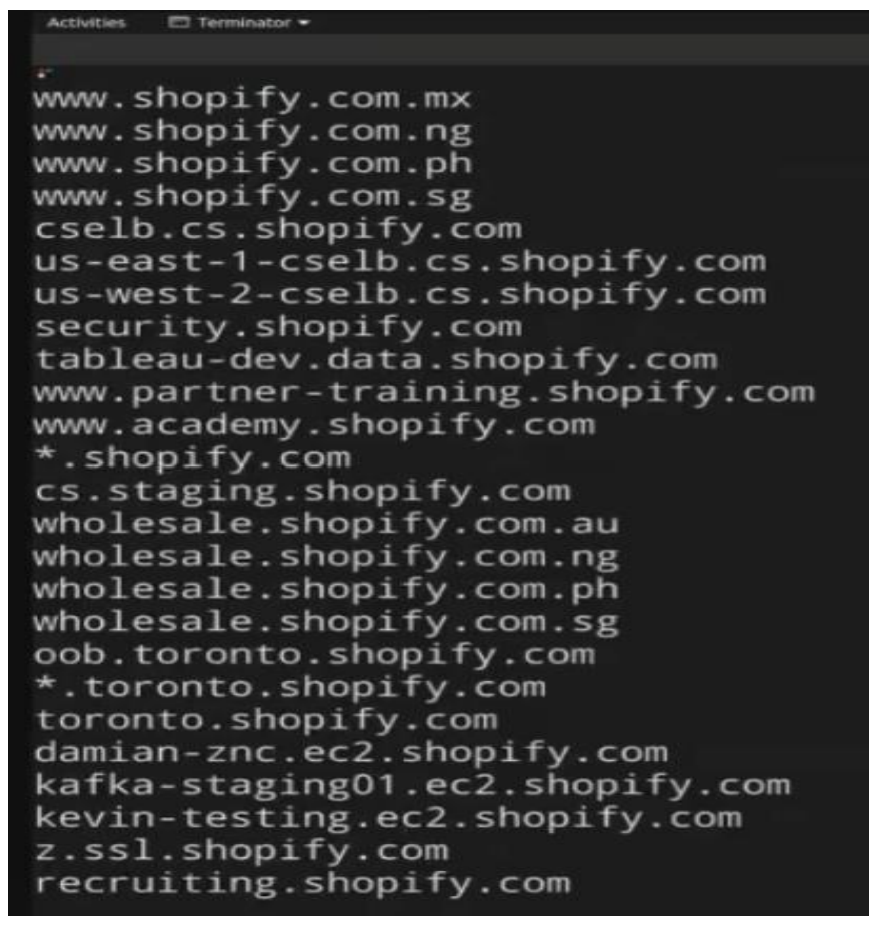 Activities Terminator
www.shopify.com.mx
www.shopify.com.ng
www.shopify.com.ph
www.shopify.com.sg
cselb.cs.shopify.com
us-east-1-cselb.cs.shopify.com
us-west-2-cselb.cs.shopify.com
security.shopify.com
tableau-dev.data.shopify.com
www.partner-training.shopify.com
www.academy.shopify.com
*.shopify.com
cs.staging.shopify.com
wholesale.shopify.com.au
wholesale.shopify.com.ng
wholesale.shopify.com.ph
wholesale.shopify.com.sg
oob.toronto.shopify.com
*.toronto.shopify.com
toronto.shopify.com
damian-znc.ec2.shopify.com
kafka-staging01.ec2.shopify.com
kevin-testing.ec2.shopify.com
z.ssl.shopify.com
recruiting.shopify.com